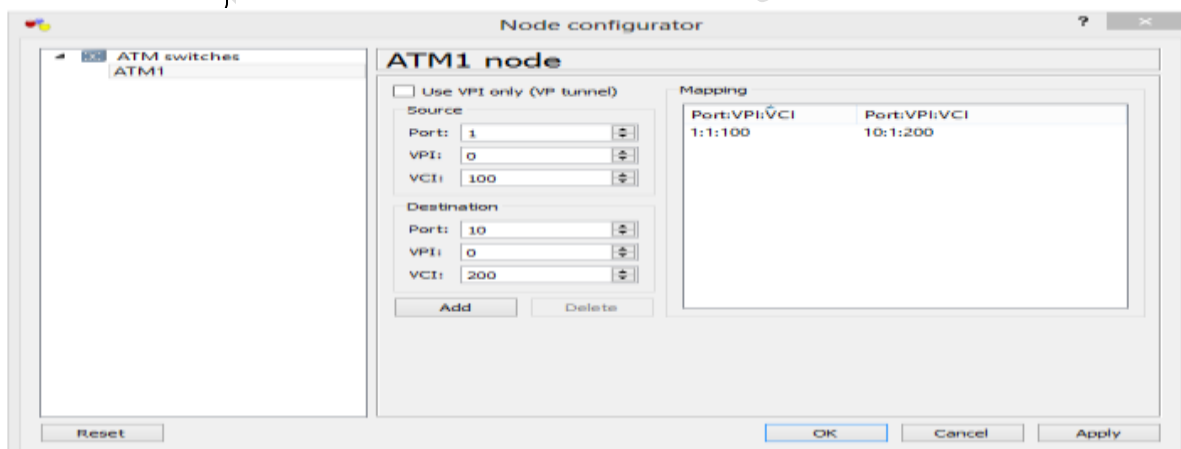 Node configurator
?
ATM switches
ATM1
ATM1 node
Use VPI only (VP tunnel)
Source
Port: 1
VPI: 0
VCI: 100
Destination
Port: 10
VPI: 0
VCI: 200
Add
Delete
Mapping
Port:VPI:VCI Port:VPI:VCI
1:1:100 10:1:200
Reset
OK
Cancel
Apply